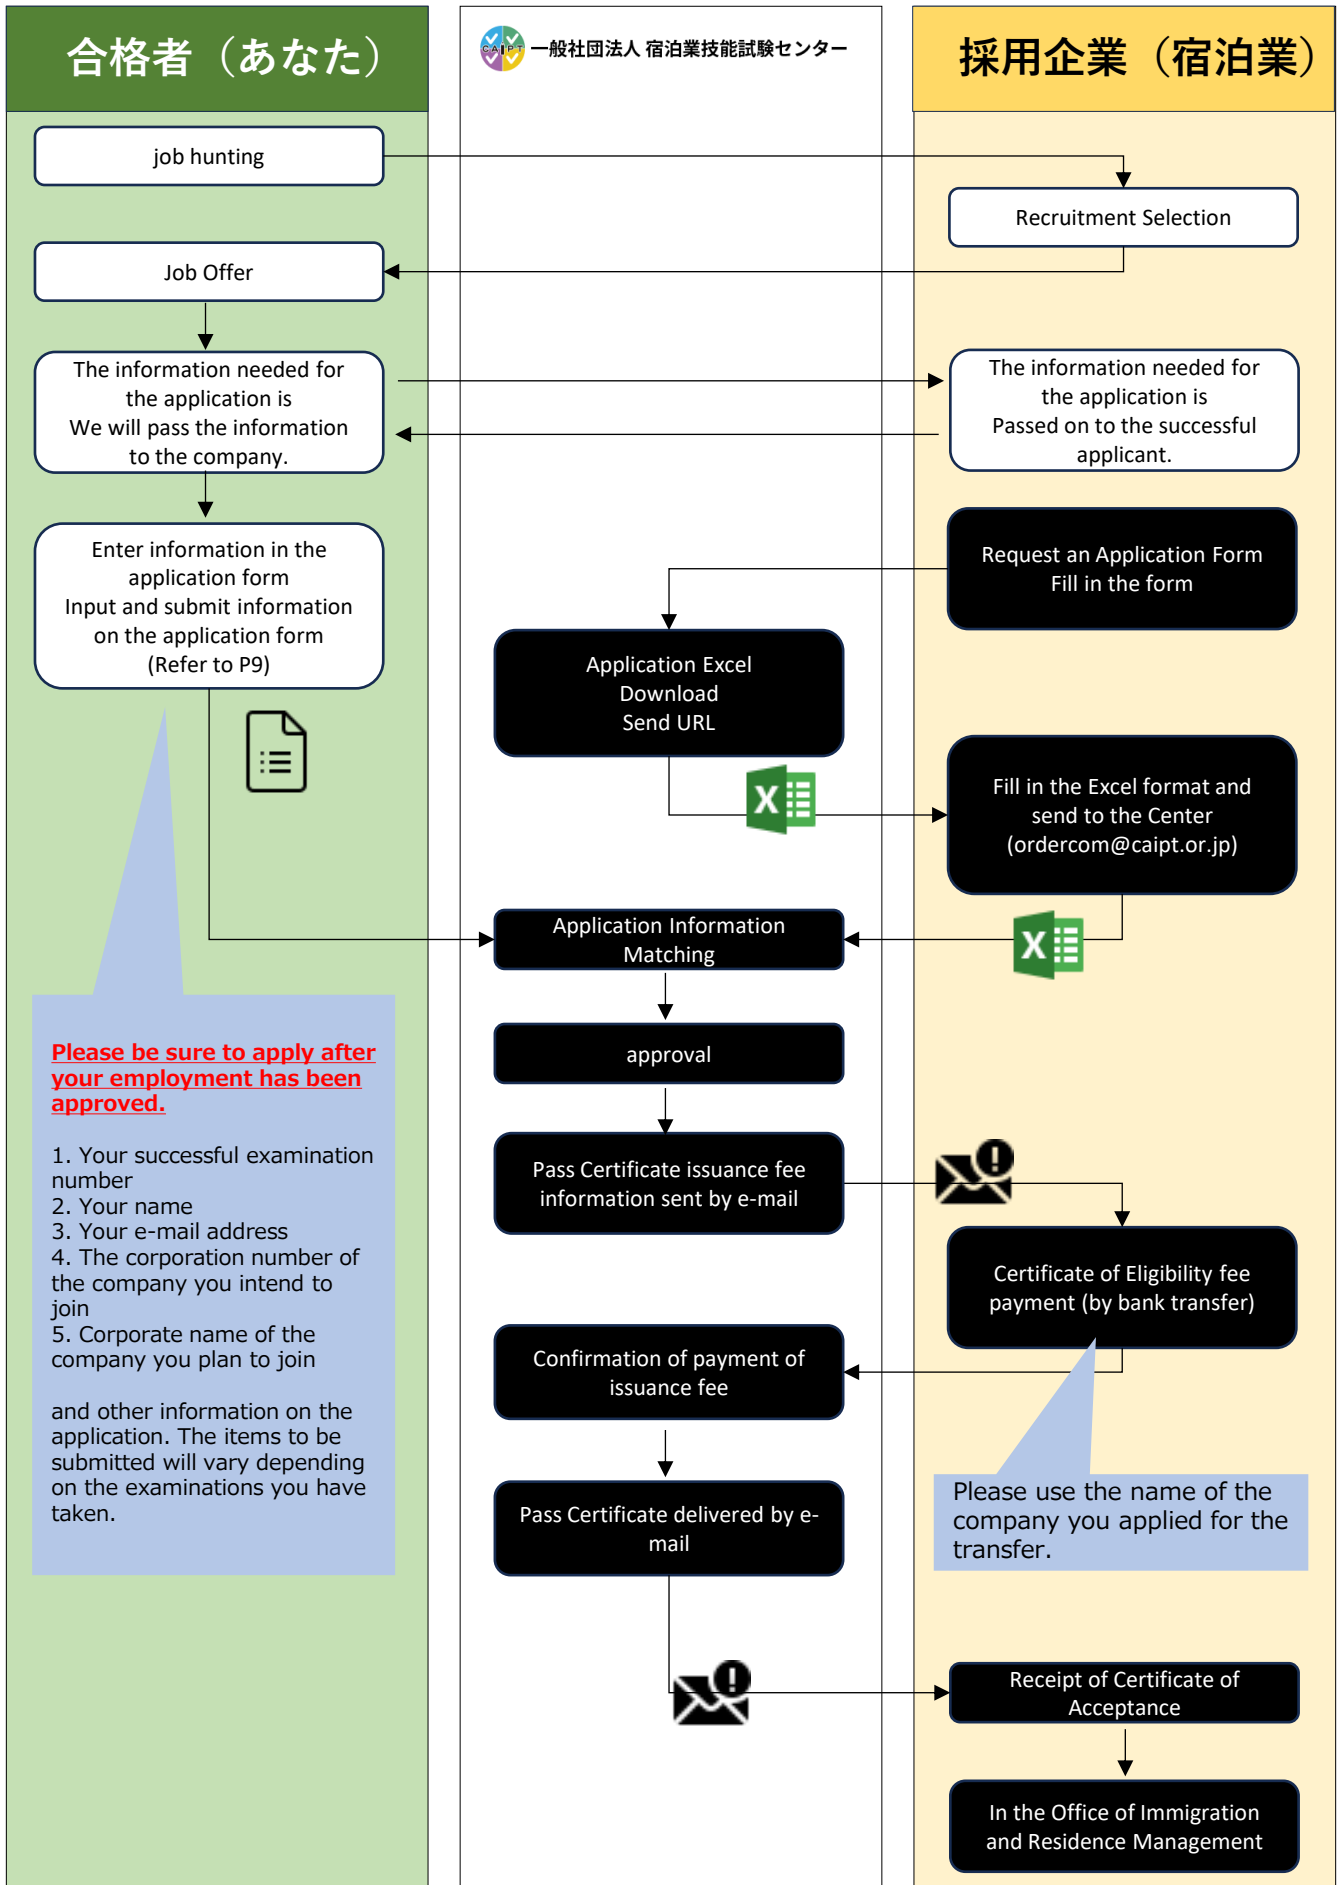 合格者（あなた）
CAIPT 一般社団法人 宿泊業技能試験センター
採用企業（宿泊業）
job hunting
Recruitment Selection
Job Offer
The information needed for
the application is
We will pass the information
to the company.
The information needed for
the application is
Passed on to the successful
applicant.
Enter information in the
application form
Input and submit information
on the application form
(Refer to P9)
Request an Application Form
Fill in the form
Application Excel
Download
Send URL
Fill in the Excel format and
send to the Center
(ordercom@caipt.or.jp)
Application Information
Matching
approval
Please be sure to apply after
your employment has been
approved.
1. Your successful examination
number
2. Your name
3. Your e-mail address
4. The corporation number of
the company you intend to
join
5. Corporate name of the
company you plan to join
and other information on the
application. The items to be
submitted will vary depending
on the examinations you have
taken.
Pass Certificate issuance fee
information sent by e-mail
Certificate of Eligibility fee
payment (by bank transfer)
Confirmation of payment of
issuance fee
Please use the name of the
company you applied for the
transfer.
Pass Certificate delivered by e-
mail
Receipt of Certificate of
Acceptance
In the Office of Immigration
and Residence Management